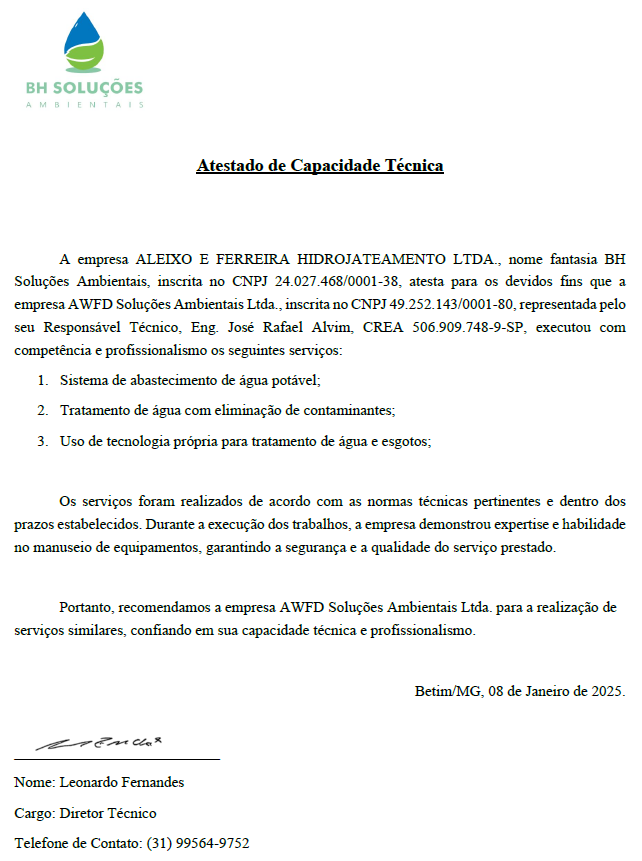 BH SOLUÇÕES
AMBIENTAIS
Atestado de Capacidade Técnica
A empresa ALEIXO E FERREIRA HIDROJATEAMENTO LTDA., nome fantasia BH
Soluções Ambientais, inscrita no CNPJ 24.027.468/0001-38, atesta para os devidos fins que a
empresa AWFD Soluções Ambientais Ltda., inscrita no CNPJ 49.252.143/0001-80, representada pelo
seu Responsável Técnico, Eng. José Rafael Alvim, CREA 506.909.748-9-SP, executou com
competência e profissionalismo os seguintes serviços:
1. Sistema de abastecimento de água potável;
2. Tratamento de água com eliminação de contaminantes;
3. Uso de tecnologia própria para tratamento de água e esgotos;
Os serviços foram realizados de acordo com as normas técnicas pertinentes e dentro dos
prazos estabelecidos. Durante a execução dos trabalhos, a empresa demonstrou expertise e habilidade
no manuseio de equipamentos, garantindo a segurança e a qualidade do serviço prestado.
Portanto, recomendamos a empresa AWFD Soluções Ambientais Ltda. para a realização de
serviços similares, confiando em sua capacidade técnica e profissionalismo.
Betim/MG, 08 de Janeiro de 2025.
Nome: Leonardo Fernandes
Cargo: Diretor Técnico
Telefone de Contato: (31) 99564-9752